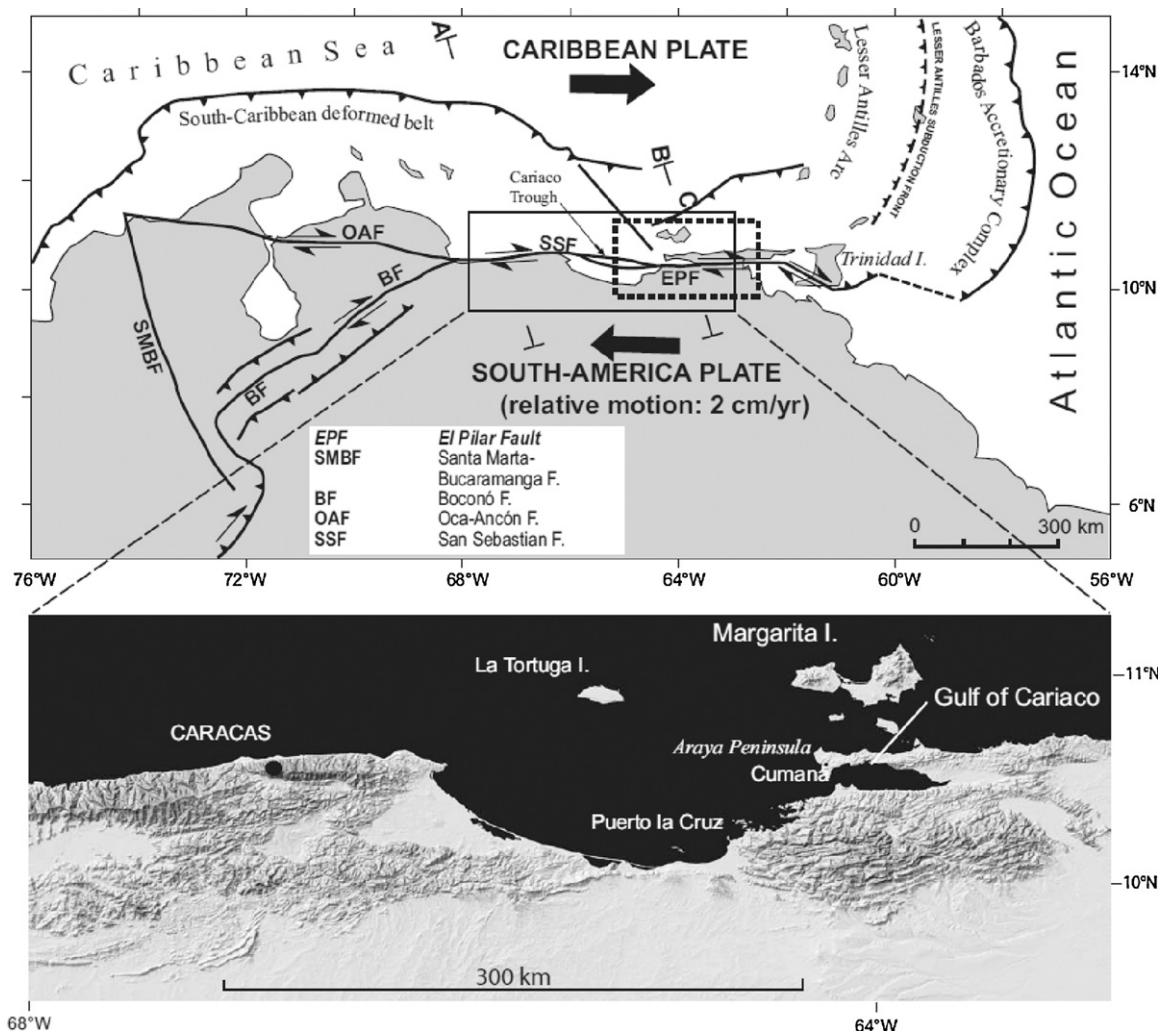 Caribbean Sea
A
CARIBBEAN PLATE
Lesser Antilles Arc
LESSER ANTILLES SUBDUCTION FRONT
Barbados Accretionary Complex
Atlantic Ocean
14°N
South-Caribbean deformed belt
B
C
Cariaco
Trough
OAF
SSF
EPF
Trinidad I.
10°N
BF
SMBF
BF
SOUTH-AMERICA PLATE
(relative motion: 2 cm/yr)
EPF El Pilar Fault
SMBF Santa Marta-
Bucaramanga F.
BF Boconó F.
OAF Oca-Ancón F.
SSF San Sebastian F.
6°N
0 300 km
76°W 72°W 68°W 64°W 60°W 56°W
Margarita I.
La Tortuga I.
11°N
Gulf of Cariaco
CARACAS
Araya Peninsula
Cumaná
Puerto la Cruz
10°N
300 km
68°W 64°W